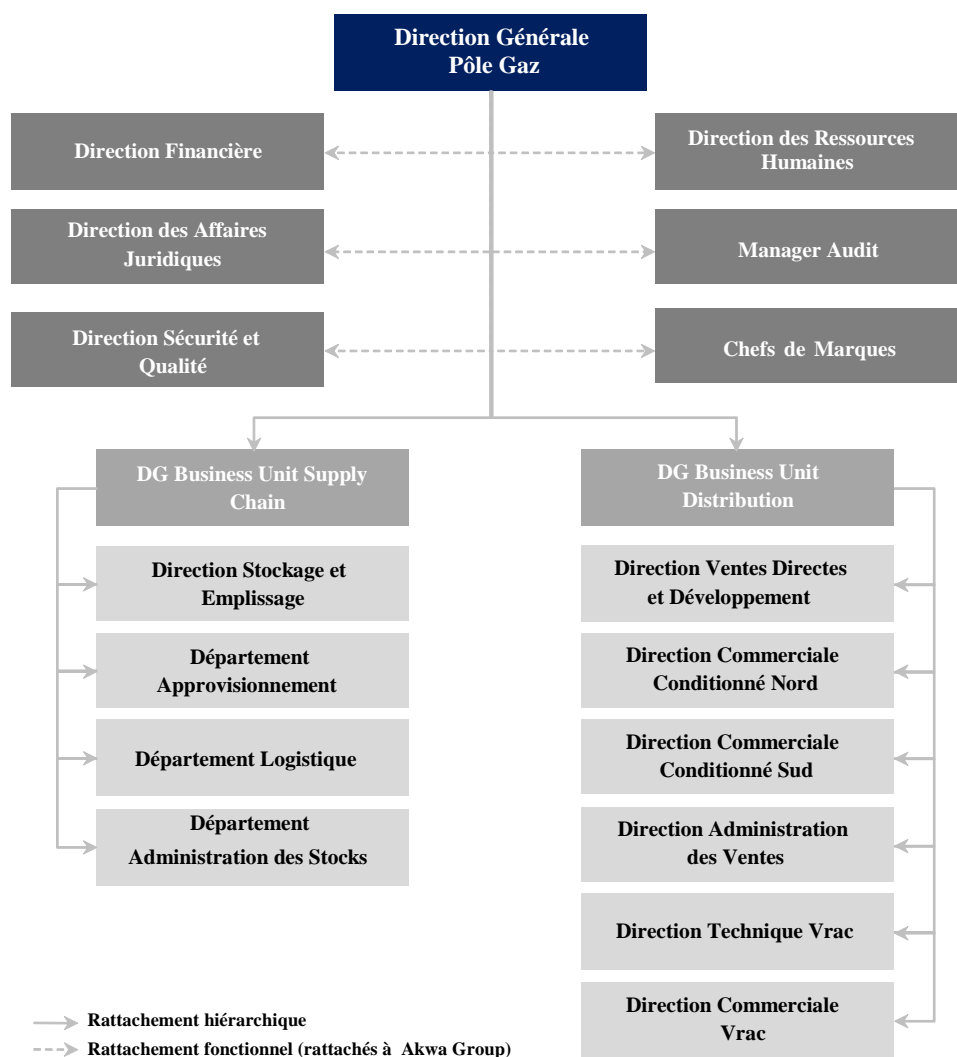 Direction Générale
Pôle Gaz
Direction Financière
Direction des Ressources
Humaines
Direction des Affaires
Juridiques
Manager Audit
Direction Sécurité et
Qualité
Chefs de Marques
DG Business Unit Supply
Chain
DG Business Unit
Distribution
Direction Stockage et
Emplissage
Département
Approvisionnement
Département Logistique
Département
Administration des Stocks
Direction Ventes Directes
et Développement
Direction Commerciale
Conditionné Nord
Direction Commerciale
Conditionné Sud
Direction Administration
des Ventes
Direction Technique Vrac
Direction Commerciale
Vrac
Rattachement hiérarchique
Rattachement fonctionnel (rattachés à Akwa Group)